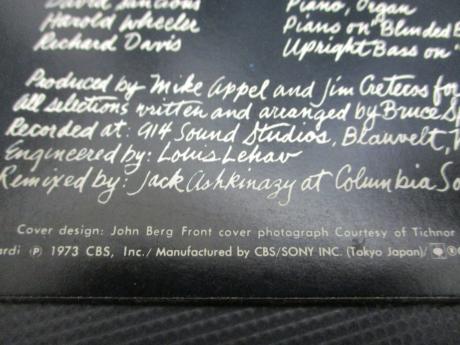 David Sancious Piano, Organ
Harold Wheeler Piano on "Blinded B
Richard Davis Upright Bass on "
Produced by Mike Appel and Jim Cretecos for
All selections written and arranged by Bruce Sp
Recorded at: 914 Sound Studios, Blauvelt, N
Engineered by: Louis Lehav
Remixed by: Jack Ashkinazy at Columbia So
Cover design: John Berg Front cover photograph Courtesy of Tichnor
ardi Ⓟ 1973 CBS, Inc./ Manufactured by CBS/SONY INC. (Tokyo Japan)/